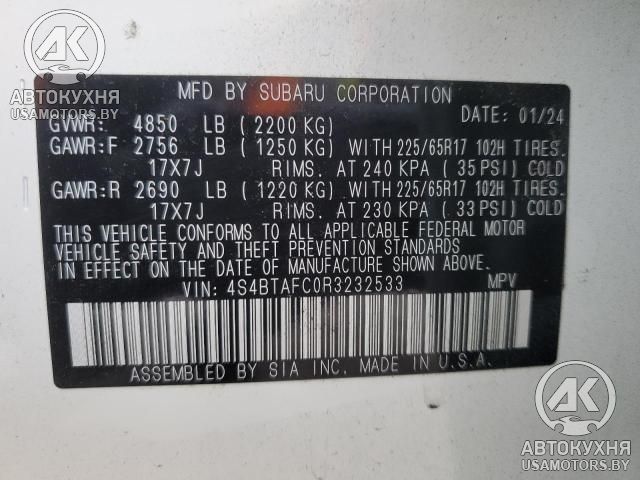 MFD BY SUBARU CORPORATION
DATE: 01/24
GVWR: 4850 LB (2200 KG)
GAWR:F 2756 LB (1250 KG) WITH 225/65R17 102H TIRES.
17X7J RIMS. AT 240 KPA (35 PSI) COLD
GAWR:R 2690 LB (1220 KG) WITH 225/65R17 102H TIRES.
17X7J RIMS. AT 230 KPA (33 PSI) COLD
THIS VEHICLE CONFORMS TO ALL APPLICABLE FEDERAL MOTOR
VEHICLE SAFETY AND THEFT PREVENTION STANDARDS
IN EFFECT ON THE DATE OF MANUFACTURE SHOWN ABOVE.
VIN: 4S4BTAFC0R3232533 MPV
ASSEMBLED BY SIA INC. MADE IN U.S.A.
АК
АВТОКУХНЯ
USAMOTORS.BY
АК
АВТОКУХНЯ
USAMOTORS.BY